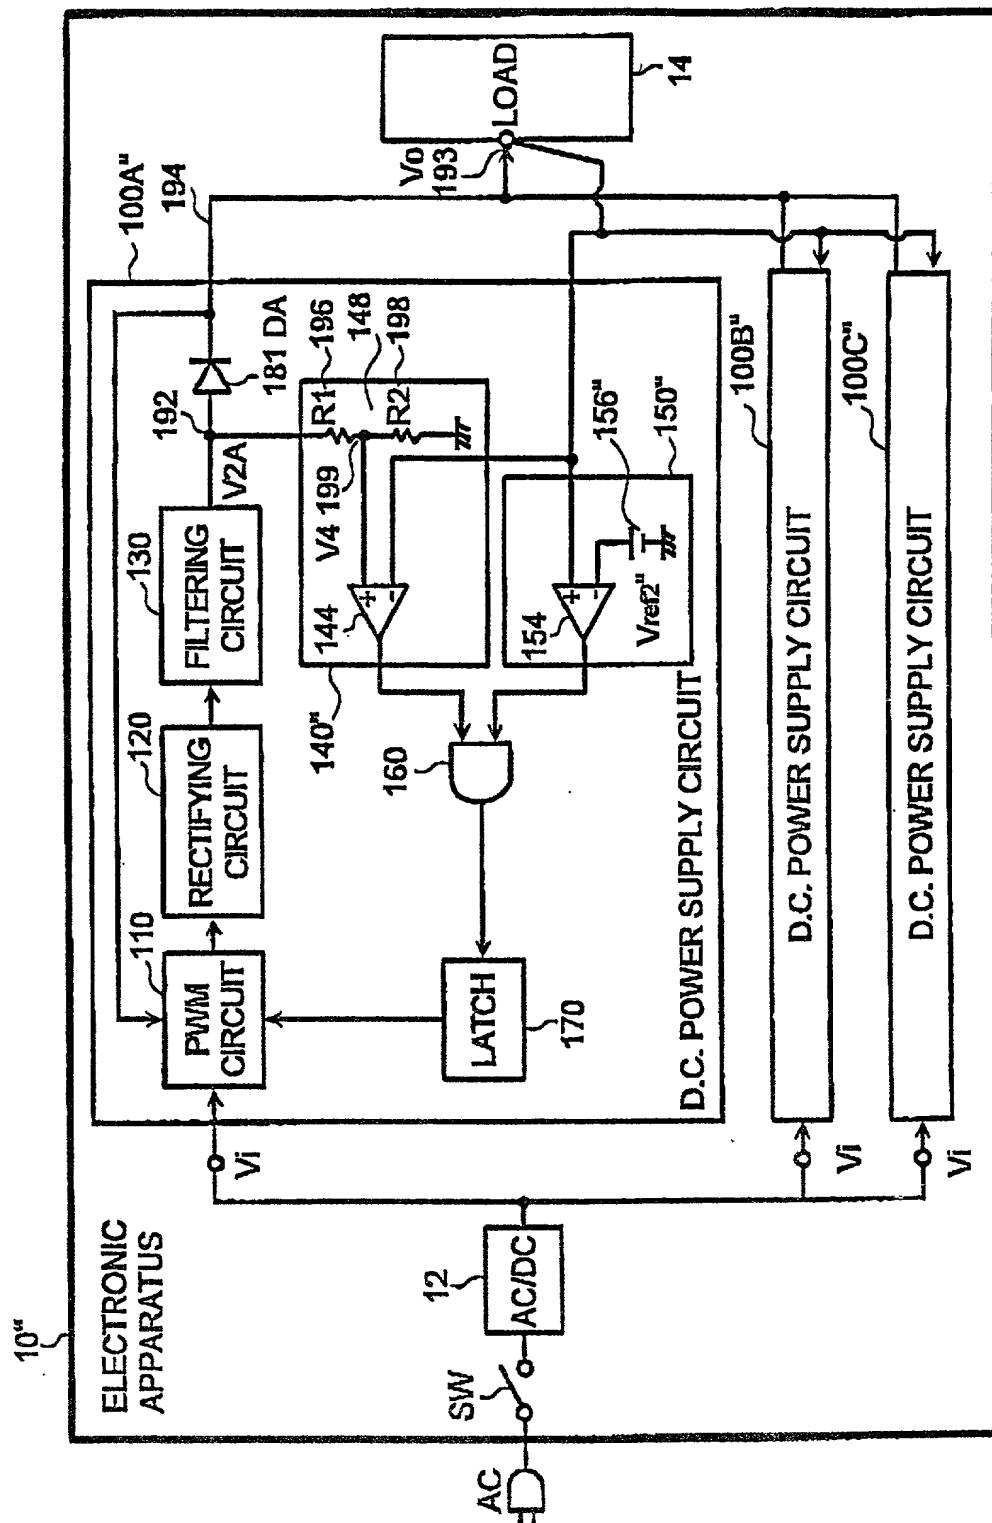 10"
ELECTRONIC
APPARATUS
AC
SW
12
AC/DC
Vi
Vi
Vi
100A"
194
110
PWM
CIRCUIT
120
RECTIFYING
CIRCUIT
130
FILTERING
CIRCUIT
V2A
192
181 DA
140"
144
+
-
V4
199
R1
196
148
R2
198
154
+
-
Vref2"
156"
150"
160
LATCH
170
D.C. POWER SUPPLY CIRCUIT
100B"
D.C. POWER SUPPLY CIRCUIT
100C"
D.C. POWER SUPPLY CIRCUIT
Vo
193
LOAD
14